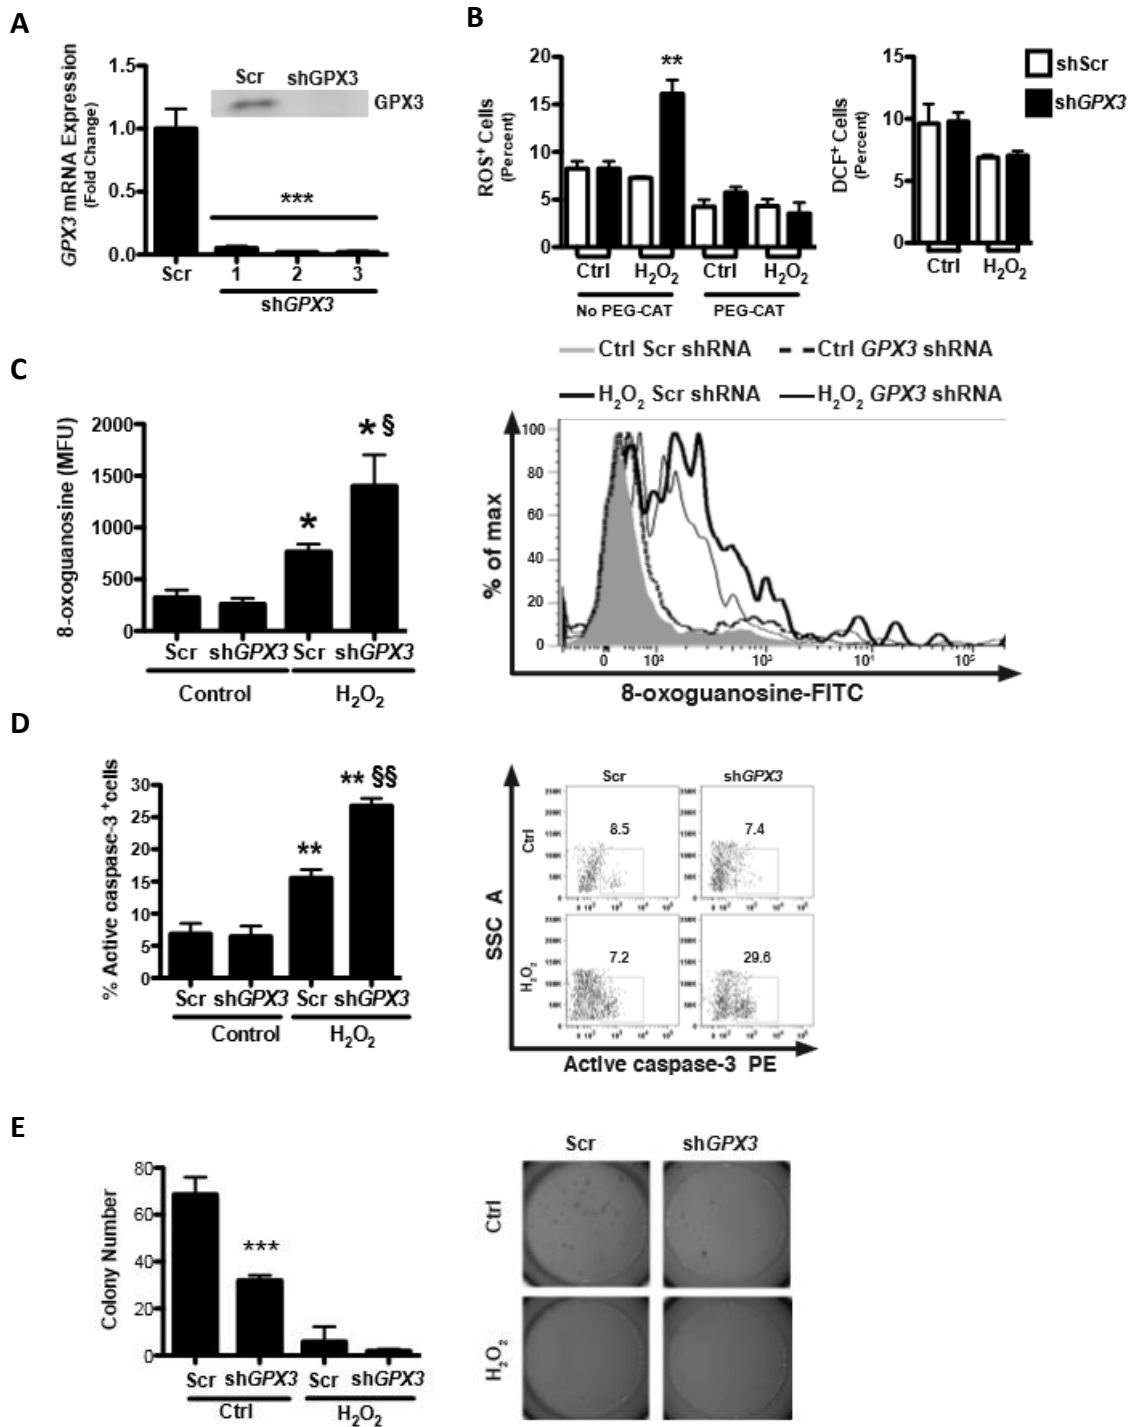 A
GPX3 mRNA Expression
(Fold Change)
1.5
1.0
0.5
0.0
Scr shGPX3
GPX3
***
Scr 1 2 3
shGPX3
B
ROS+ Cells
(Percent)
20
15
10
5
0
**
Ctrl H2O2 Ctrl H2O2
No PEG-CAT PEG-CAT
DCF+ Cells
(Percent)
15
10
5
0
Ctrl H2O2
shScr
shGPX3
C
8-oxoguanosine (MFU)
2000
1500
1000
500
0
*
* §
Scr shGPX3 Scr shGPX3
Control H2O2
Ctrl Scr shRNA Ctrl GPX3 shRNA
H2O2 Scr shRNA H2O2 GPX3 shRNA
% of max
100
80
60
40
20
0
0 10² 10³ 10⁴ 10⁵
8-oxoguanosine-FITC
D
% Active caspase-3 +cells
30
25
20
15
10
5
0
**
** §§
Scr shGPX3 Scr shGPX3
Control H2O2
Scr shGPX3
SSC A
Ctrl
8.5 7.4
H2O2
7.2 29.6
Active caspase-3 PE
E
Colony Number
80
60
40
20
0
***
Scr shGPX3 Scr shGPX3
Ctrl H2O2
Scr shGPX3
Ctrl
H2O2